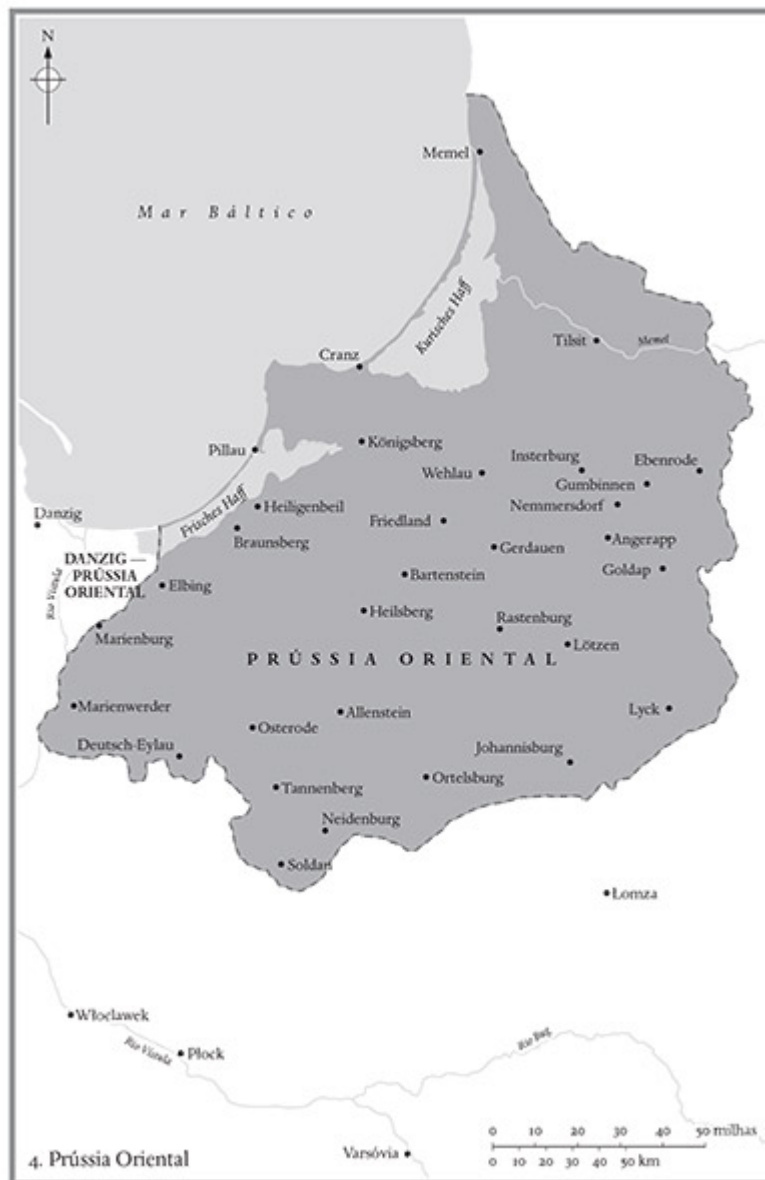 N
Memel
Mar Báltico
Kurisches Haff
Tilsit
Memel
Cranz
Pillau
Königsberg
Wehlau
Insterburg
Ebenrode
Gumbinnen
Nemmersdorf
Danzig
Frisches Haff
Heiligenbeil
Friedland
Braunsberg
Angerapp
Gerdauen
DANZIG —
PRÚSSIA
ORIENTAL
Goldap
Bartenstein
Elbing
Rio Vístula
Heilsberg
Rastenburg
Marienburg
Lötzen
PRÚSSIA ORIENTAL
Marienwerder
Allenstein
Lyck
Osterode
Deutsch-Eylau
Johannisburg
Ortelsburg
Tannenberg
Neidenburg
Soldan
Łomza
Włocławek
Rio Vístula
Płock
Rio Bug
0 10 20 30 40 50 milhas
0 10 20 30 40 50 km
Varsóvia
4. Prússia Oriental